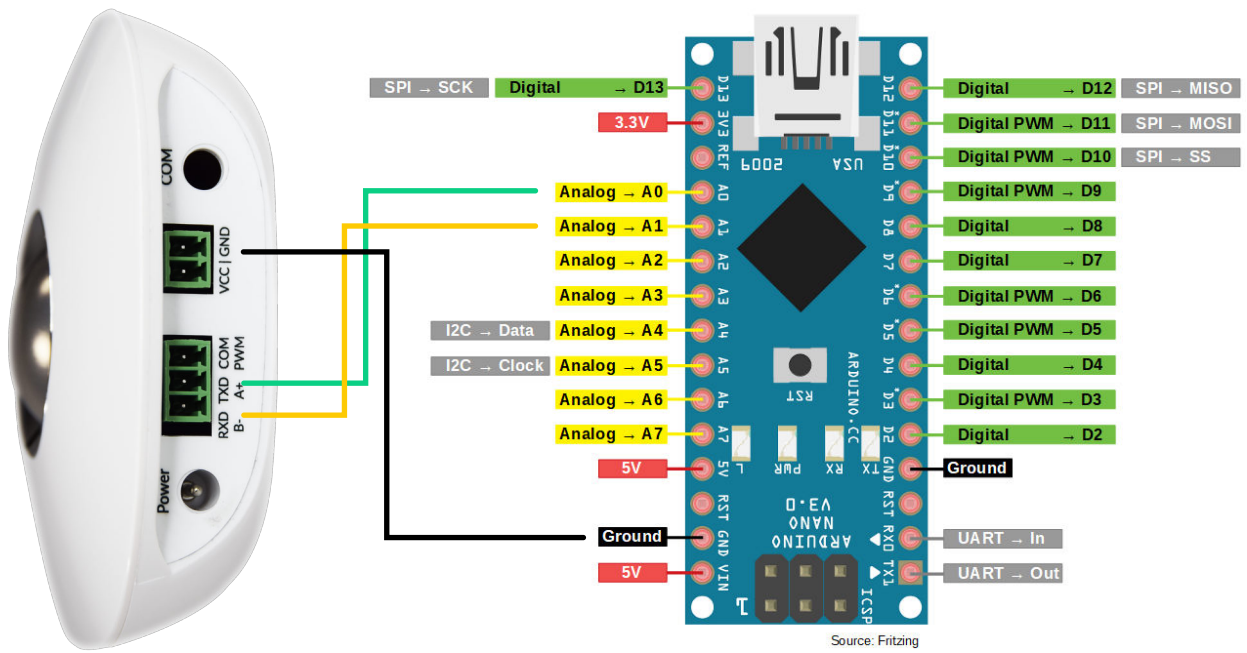 COM
VCC | GND
COM PWM
TXD A+
RXD B-
Power
SPI → SCK
Digital → D13
3.3V
Analog → A0
Analog → A1
Analog → A2
Analog → A3
I2C → Data
Analog → A4
I2C → Clock
Analog → A5
Analog → A6
Analog → A7
5V
Ground
5V
D13
3V3
REF
A0
A1
A2
A3
A4
A5
A6
A7
5V
RST
GND
VIN
2009
USA
RST
ARDUINO.CC
L
PWR
RX
TX
V3.0
NANO
ARDUINO
1
ICSP
D12
D11
D10
D9
D8
D7
D6
D5
D4
D3
D2
GND
RST
RX0
TX1
Digital → D12
SPI → MISO
Digital PWM → D11
SPI → MOSI
Digital PWM → D10
SPI → SS
Digital PWM → D9
Digital → D8
Digital → D7
Digital PWM → D6
Digital PWM → D5
Digital → D4
Digital PWM → D3
Digital → D2
Ground
UART → In
UART → Out
Source: Fritzing